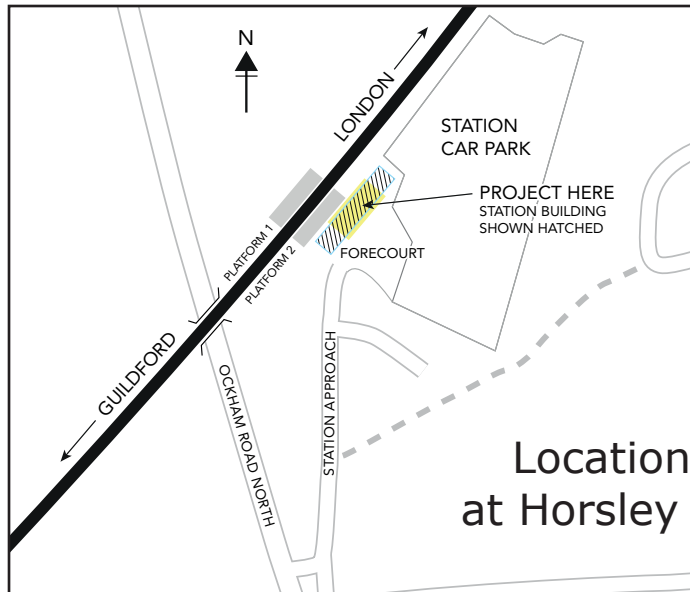 N
LONDON
STATION
CAR PARK
PROJECT HERE
STATION BUILDING
SHOWN HATCHED
PLATFORM 1
PLATFORM 2
FORECOURT
GUILDFORD
OCKHAM ROAD NORTH
STATION APPROACH
Location
at Horsley